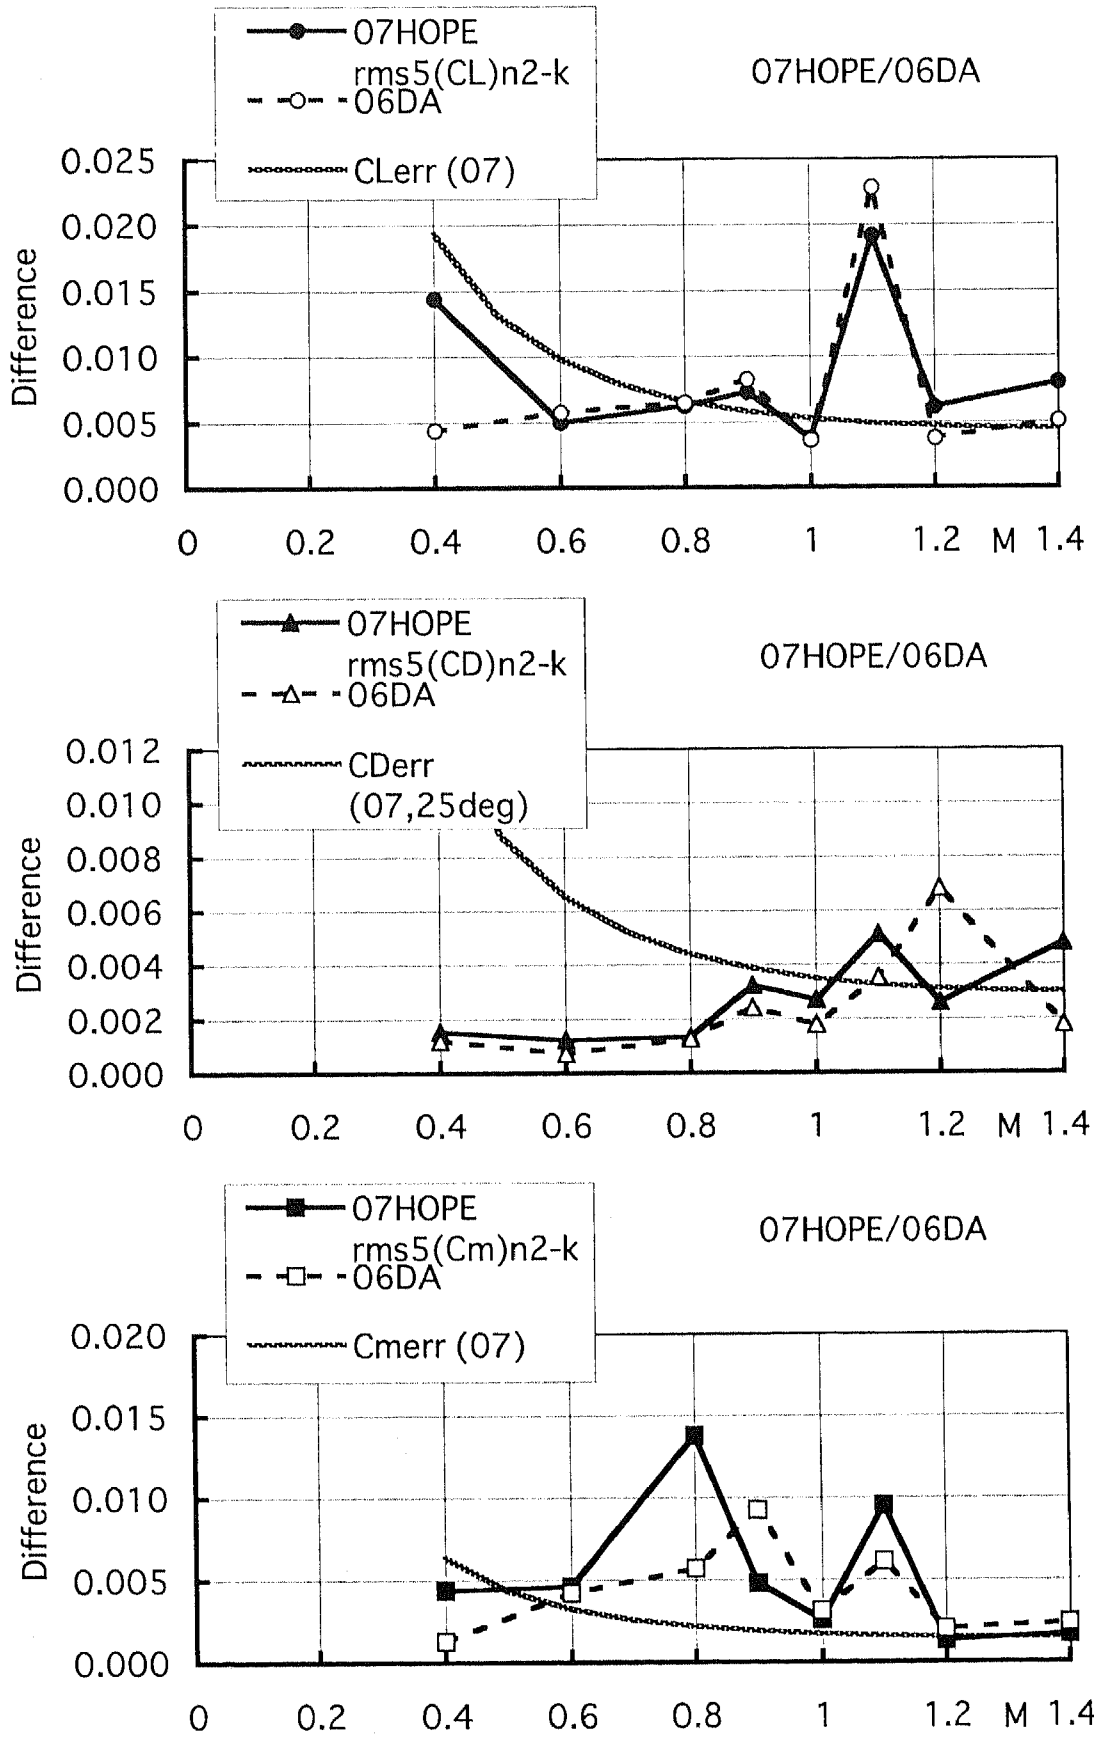 07HOPE
rms5(CL)n2-k
06DA
CLerr (07)
07HOPE/06DA
0.025
0.020
0.015
0.010
0.005
0.000
Difference
0 0.2 0.4 0.6 0.8 1 1.2 M 1.4
07HOPE
rms5(CD)n2-k
06DA
CDerr
(07,25deg)
07HOPE/06DA
0.012
0.010
0.008
0.006
0.004
0.002
0.000
Difference
0 0.2 0.4 0.6 0.8 1 1.2 M 1.4
07HOPE
rms5(Cm)n2-k
06DA
Cmerr (07)
07HOPE/06DA
0.020
0.015
0.010
0.005
0.000
Difference
0 0.2 0.4 0.6 0.8 1 1.2 M 1.4